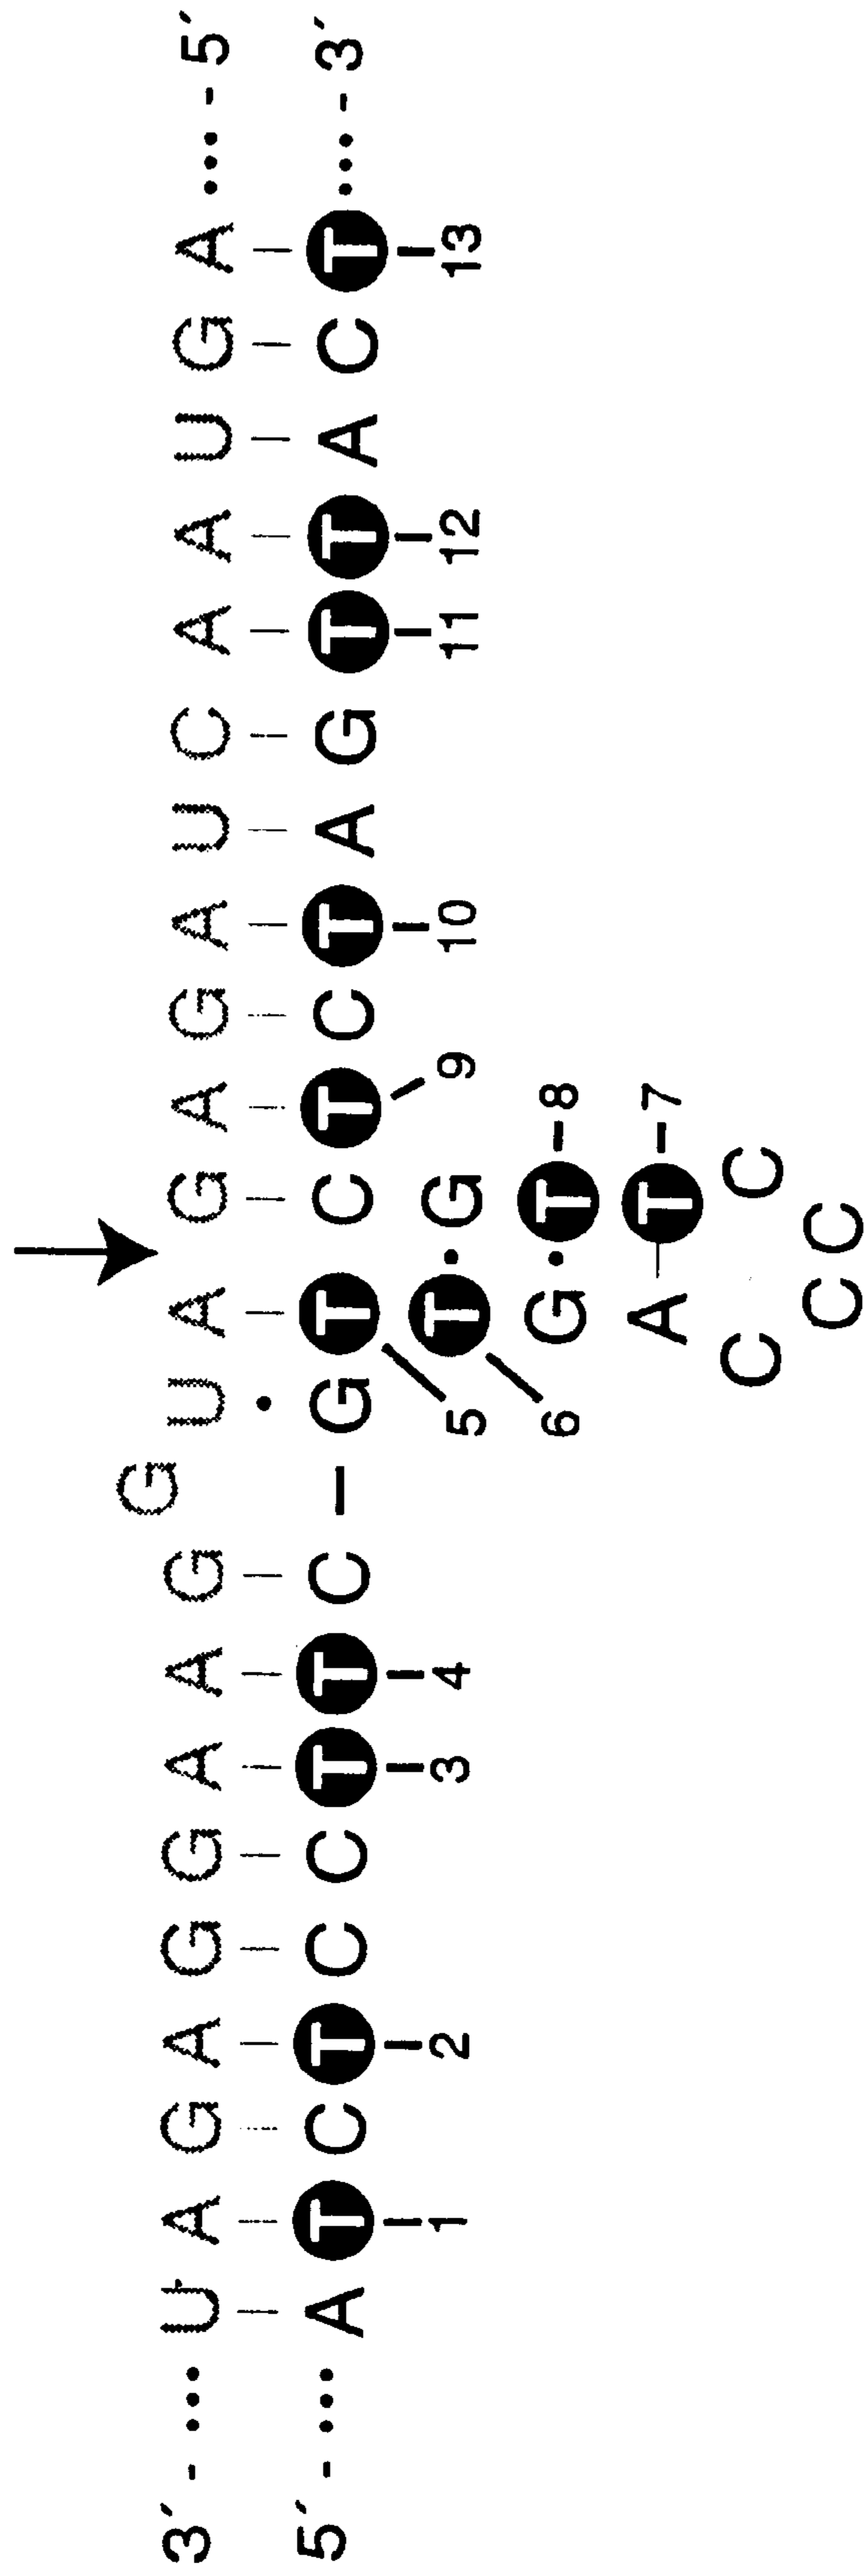 G
3´- ··· U A G A G G A A G U A G A G A U C A A U G A ··· - 5´
5´- ··· A T C T C C T T C – G T C T C T A G T T A C T ··· - 3´
1 2 3 4 5 9 10 11 12 13
T · G
6
G · T – 8
A – T – 7
C C
C C